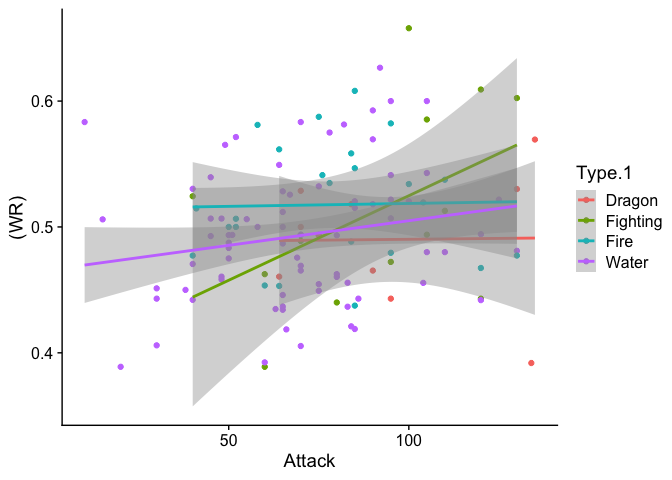 0.6
0.5
0.4
(WR)
50
100
Attack
Type.1
Dragon
Fighting
Fire
Water